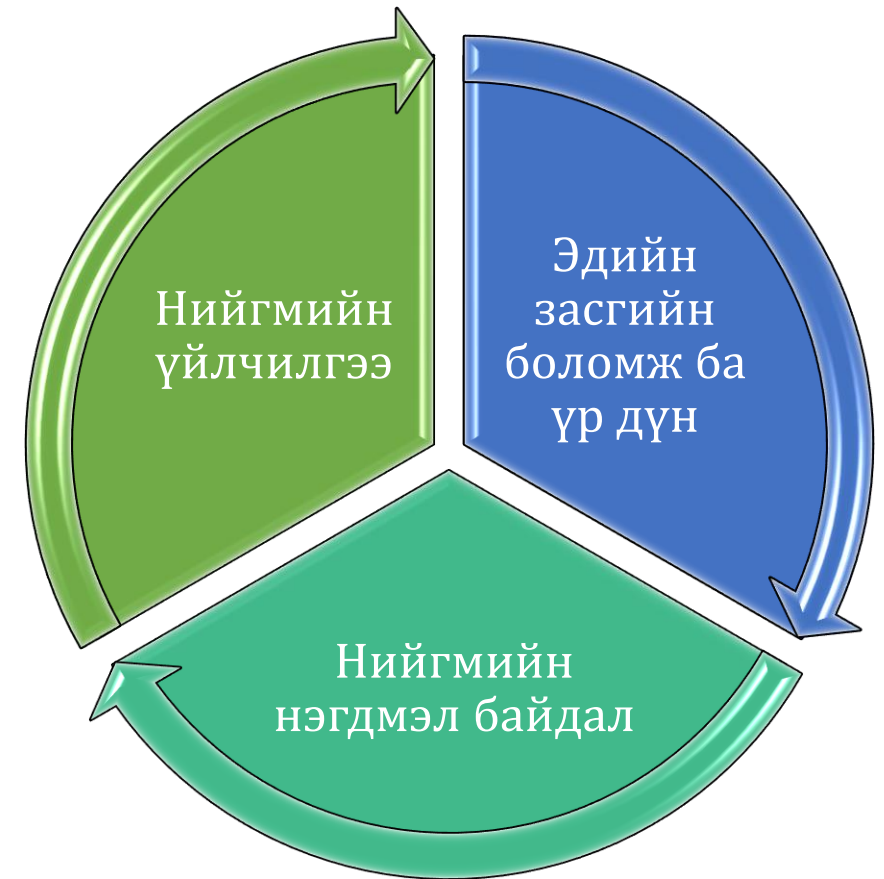 Нийгмийн
үйлчилгээ
Эдийн
засгийн
боломж ба
үр дүн
Нийгмийн
нэгдмэл байдал